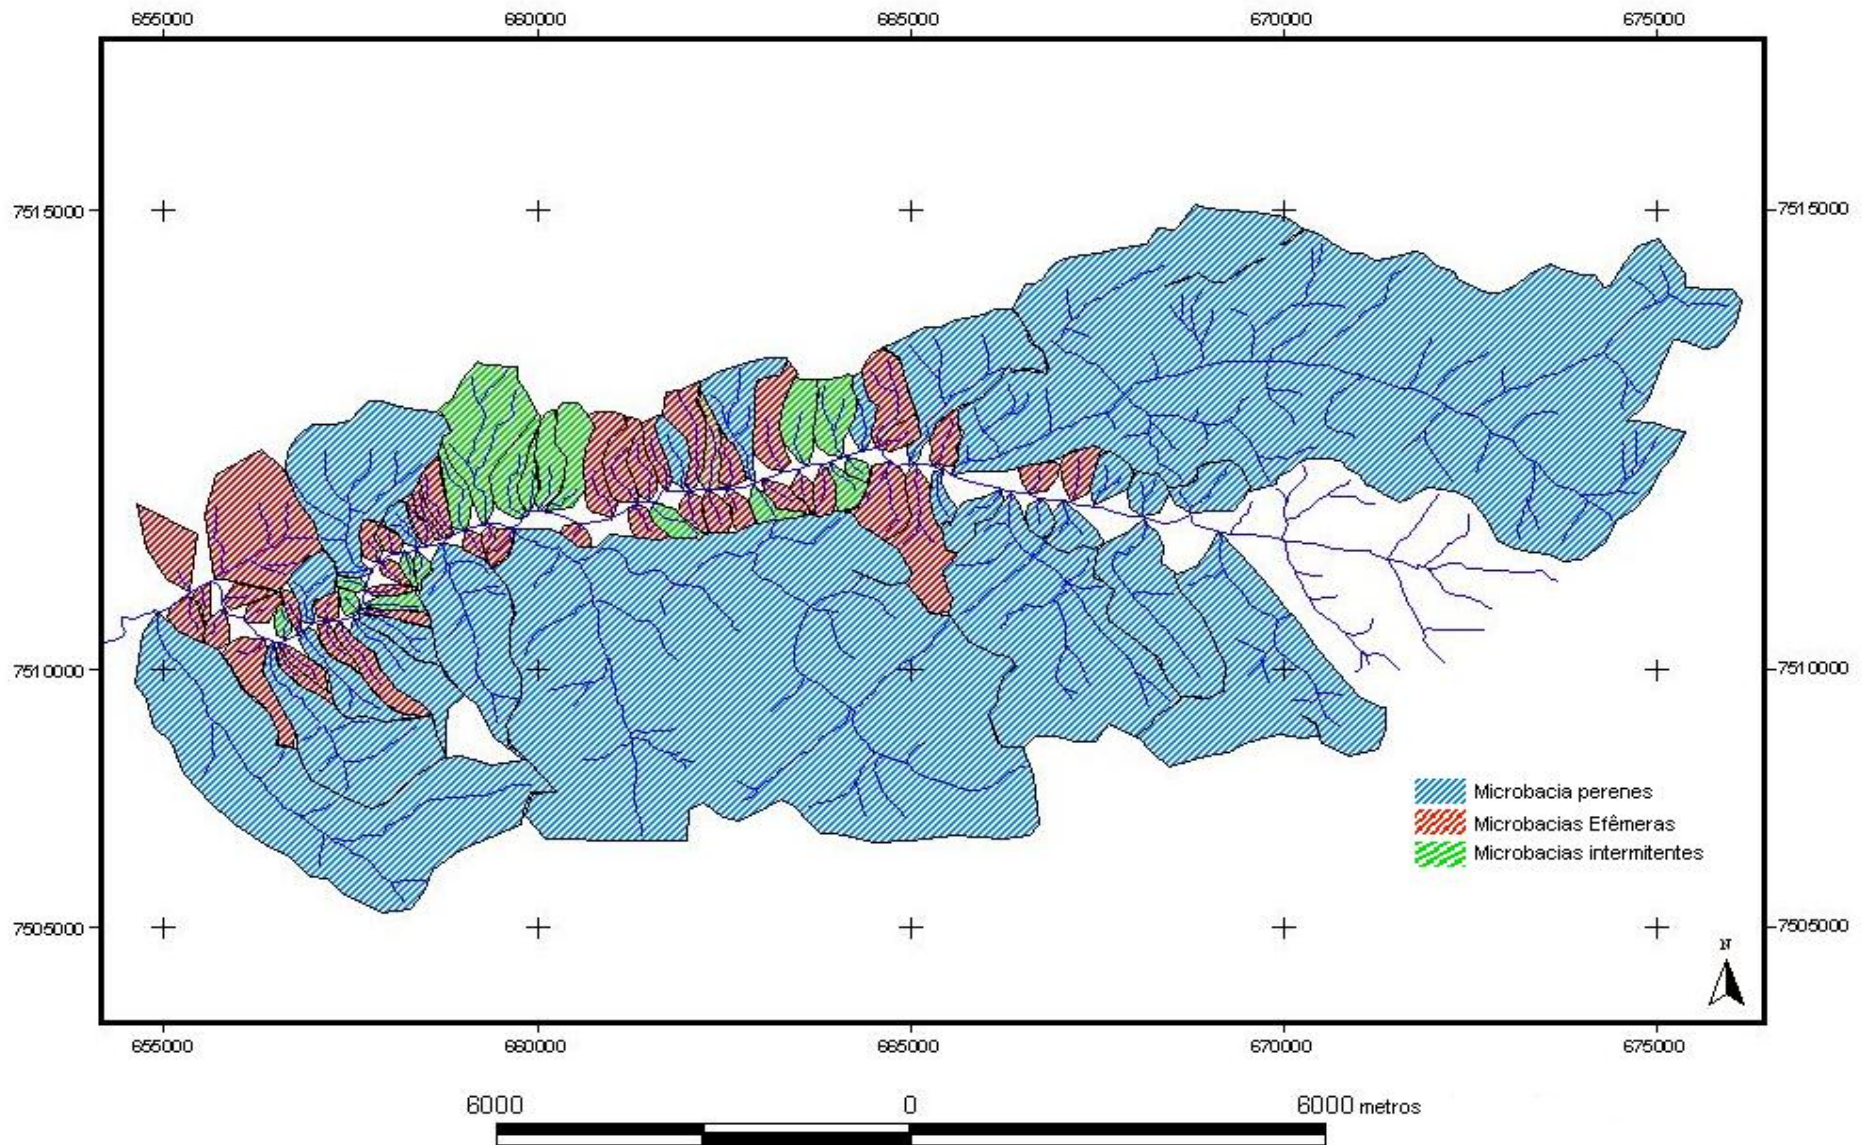 655000 660000 665000 670000 675000
7515000 7515000
7510000 7510000
Microbacia perenes
Microbacias Efêmeras
Microbacias intermitentes
7505000 7505000
N
655000 660000 665000 670000 675000
6000 0 6000 metros